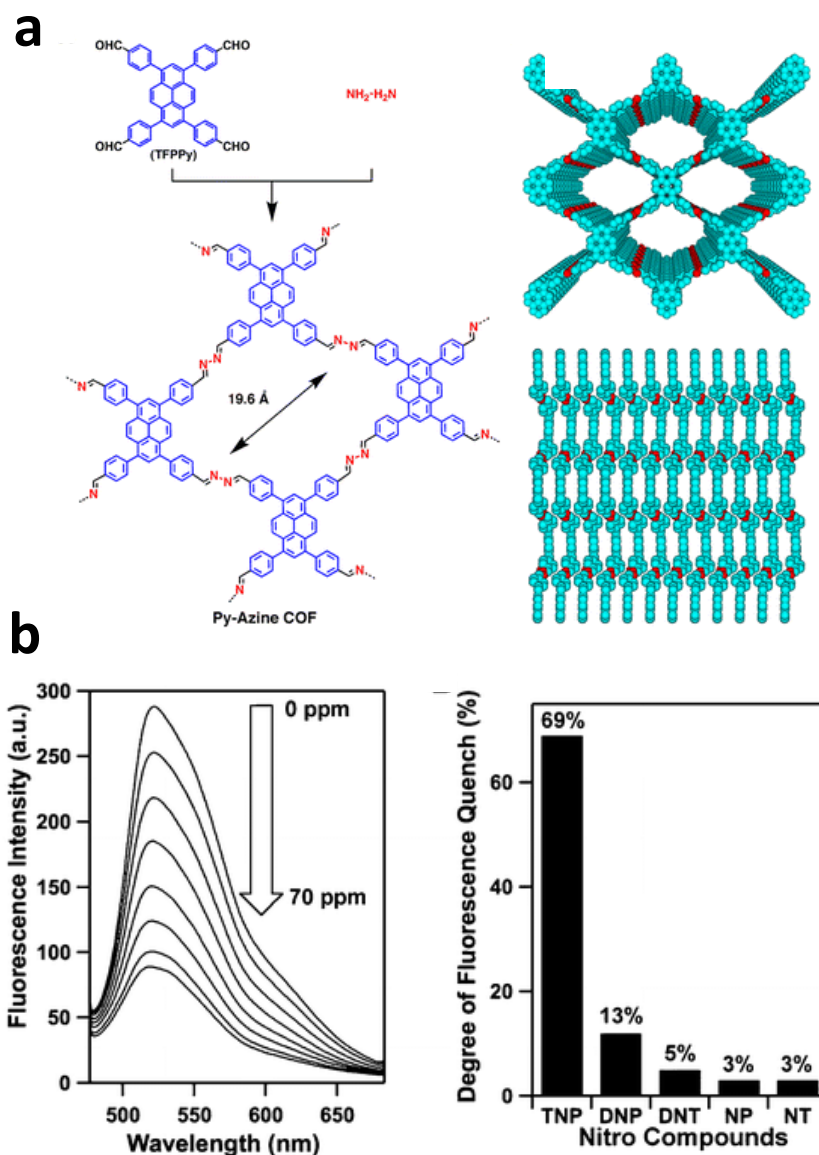 a
OHC
CHO
OHC
CHO
(TFPPy)
NH₂-H₂N
N
N
N
N
N
N
N
N
19.6 Å
N
N
N
N
N
N
N
N
Py-Azine COF
b
Fluorescence Intensity (a.u.)
300
250
200
150
100
50
0
0 ppm
70 ppm
500
550
600
650
Wavelength (nm)
Degree of Fluorescence Quench (%)
60
40
20
0
69%
13%
5%
3%
3%
TNP
DNP
DNT
NP
NT
Nitro Compounds